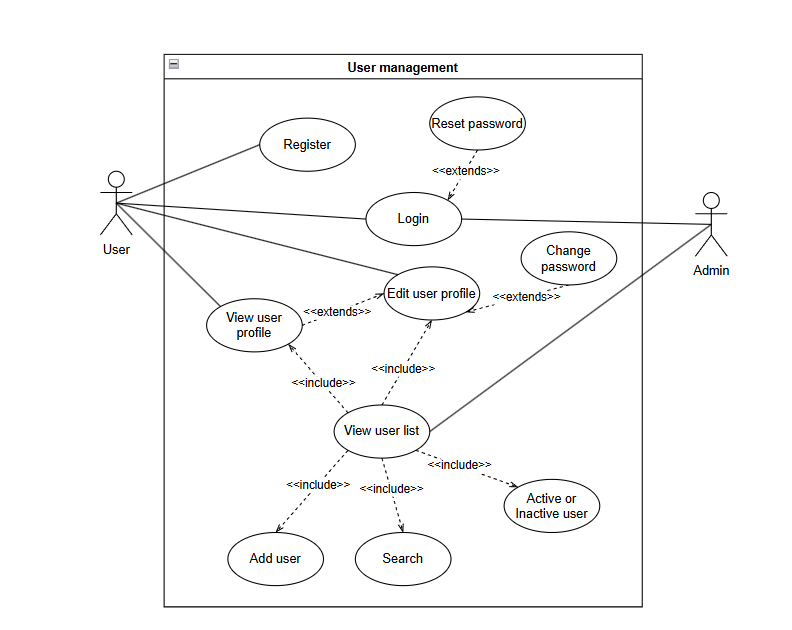 User management
Reset password
Register
<<extends>>
Login
User
Admin
Change
password
Edit user profile
<<extends>>
<<extends>>
View user
profile
<<include>>
<<include>>
View user list
<<include>>
<<include>>
<<include>>
Active or
Inactive user
Add user
Search